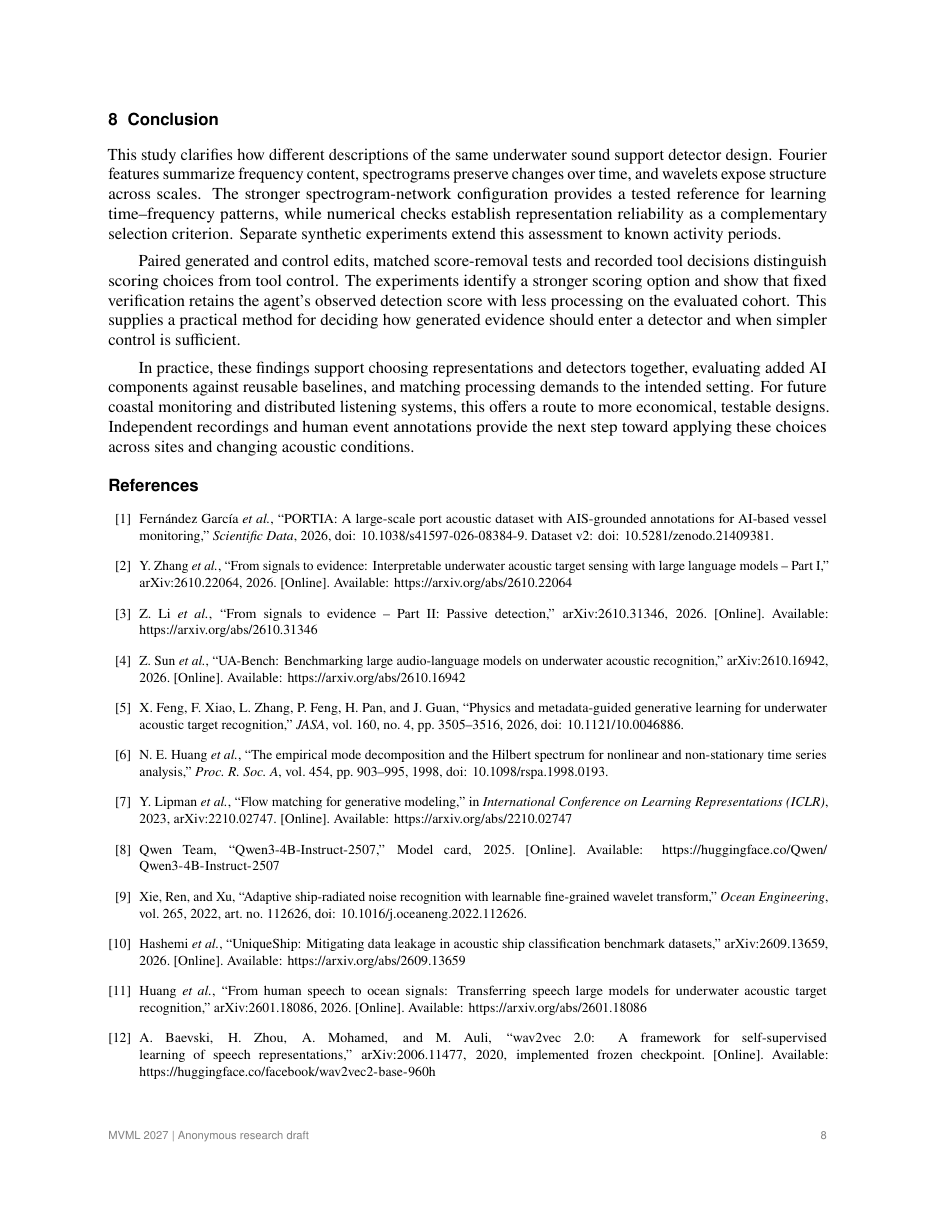 8 Conclusion
This study clarifies how different descriptions of the same underwater sound support detector design. Fourier
features summarize frequency content, spectrograms preserve changes over time, and wavelets expose structure
across scales. The stronger spectrogram-network configuration provides a tested reference for learning
time–frequency patterns, while numerical checks establish representation reliability as a complementary
selection criterion. Separate synthetic experiments extend this assessment to known activity periods.
Paired generated and control edits, matched score-removal tests and recorded tool decisions distinguish
scoring choices from tool control. The experiments identify a stronger scoring option and show that fixed
verification retains the agent’s observed detection score with less processing on the evaluated cohort. This
supplies a practical method for deciding how generated evidence should enter a detector and when simpler
control is sufficient.
In practice, these findings support choosing representations and detectors together, evaluating added AI
components against reusable baselines, and matching processing demands to the intended setting. For future
coastal monitoring and distributed listening systems, this offers a route to more economical, testable designs.
Independent recordings and human event annotations provide the next step toward applying these choices
across sites and changing acoustic conditions.
References
[1] Fernández García et al., “PORTIA: A large-scale port acoustic dataset with AIS-grounded annotations for AI-based vessel
monitoring,” Scientific Data, 2026, doi: 10.1038/s41597-026-08384-9. Dataset v2: doi: 10.5281/zenodo.21409381.
[2] Y. Zhang et al., “From signals to evidence: Interpretable underwater acoustic target sensing with large language models – Part I,”
arXiv:2610.22064, 2026. [Online]. Available: https://arxiv.org/abs/2610.22064
[3] Z. Li et al., “From signals to evidence – Part II: Passive detection,” arXiv:2610.31346, 2026. [Online]. Available:
https://arxiv.org/abs/2610.31346
[4] Z. Sun et al., “UA-Bench: Benchmarking large audio-language models on underwater acoustic recognition,” arXiv:2610.16942,
2026. [Online]. Available: https://arxiv.org/abs/2610.16942
[5] X. Feng, F. Xiao, L. Zhang, P. Feng, H. Pan, and J. Guan, “Physics and metadata-guided generative learning for underwater
acoustic target recognition,” JASA, vol. 160, no. 4, pp. 3505–3516, 2026, doi: 10.1121/10.0046886.
[6] N. E. Huang et al., “The empirical mode decomposition and the Hilbert spectrum for nonlinear and non-stationary time series
analysis,” Proc. R. Soc. A, vol. 454, pp. 903–995, 1998, doi: 10.1098/rspa.1998.0193.
[7] Y. Lipman et al., “Flow matching for generative modeling,” in International Conference on Learning Representations (ICLR),
2023, arXiv:2210.02747. [Online]. Available: https://arxiv.org/abs/2210.02747
[8] Qwen Team, “Qwen3-4B-Instruct-2507,” Model card, 2025. [Online]. Available: https://huggingface.co/Qwen/
Qwen3-4B-Instruct-2507
[9] Xie, Ren, and Xu, “Adaptive ship-radiated noise recognition with learnable fine-grained wavelet transform,” Ocean Engineering,
vol. 265, 2022, art. no. 112626, doi: 10.1016/j.oceaneng.2022.112626.
[10] Hashemi et al., “UniqueShip: Mitigating data leakage in acoustic ship classification benchmark datasets,” arXiv:2609.13659,
2026. [Online]. Available: https://arxiv.org/abs/2609.13659
[11] Huang et al., “From human speech to ocean signals: Transferring speech large models for underwater acoustic target
recognition,” arXiv:2601.18086, 2026. [Online]. Available: https://arxiv.org/abs/2601.18086
[12] A. Baevski, H. Zhou, A. Mohamed, and M. Auli, “wav2vec 2.0: A framework for self-supervised
learning of speech representations,” arXiv:2006.11477, 2020, implemented frozen checkpoint. [Online]. Available:
https://huggingface.co/facebook/wav2vec2-base-960h
MVML 2027 | Anonymous research draft 8